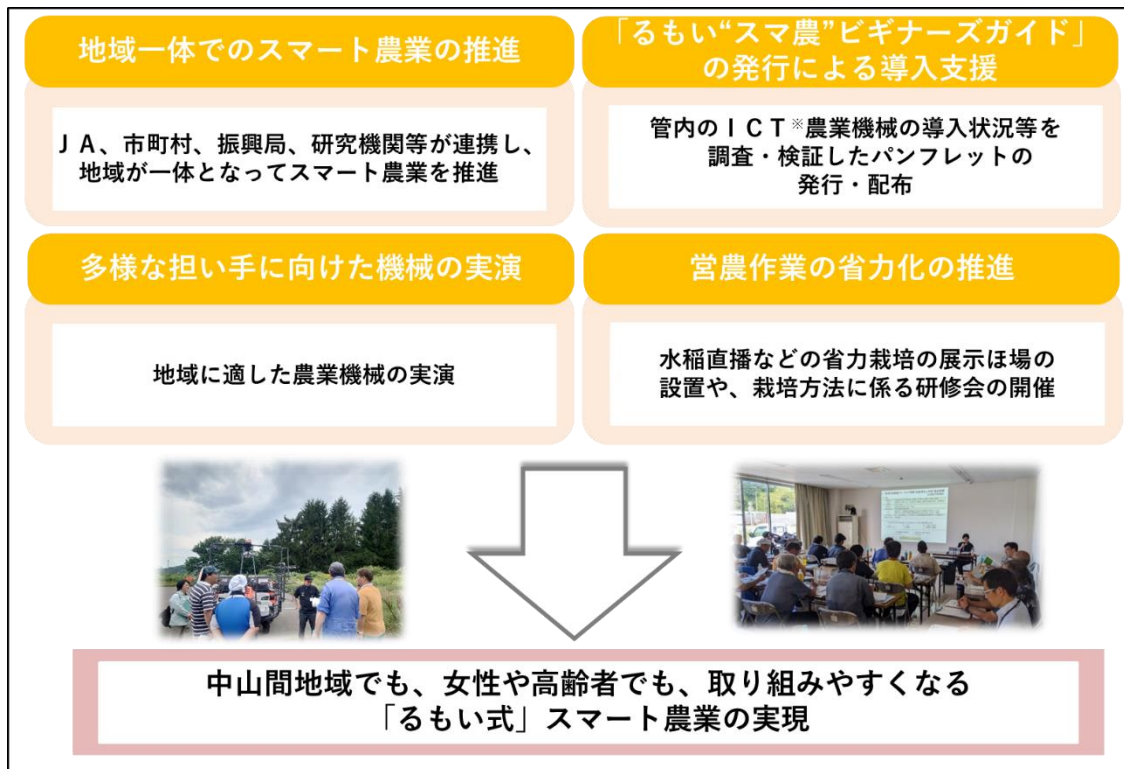 地域一体でのスマート農業の推進
ＪＡ、市町村、振興局、研究機関等が連携し、
地域が一体となってスマート農業を推進
「るもい“スマ農”ビギナーズガイド」
の発行による導入支援
管内のＩＣＴ※農業機械の導入状況等を
調査・検証したパンフレットの
発行・配布
多様な担い手に向けた機械の実演
地域に適した農業機械の実演
営農作業の省力化の推進
水稲直播などの省力栽培の展示ほ場の
設置や、栽培方法に係る研修会の開催
中山間地域でも、女性や高齢者でも、取り組みやすくなる
「るもい式」スマート農業の実現